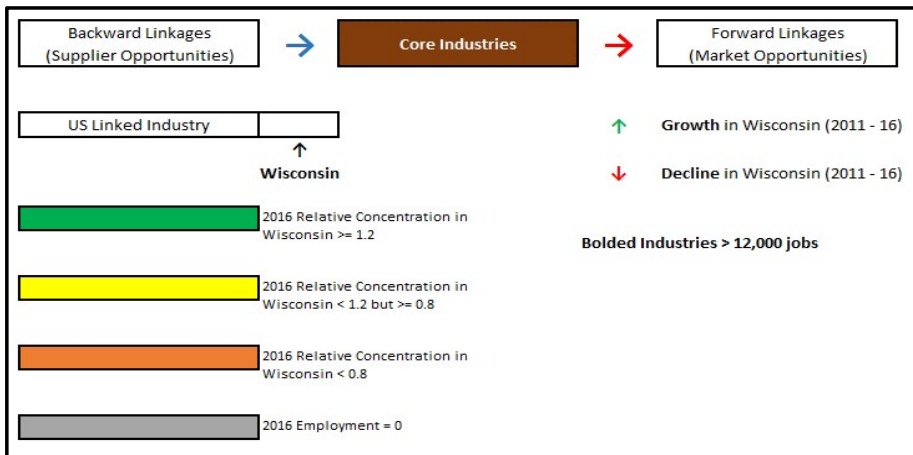 Backward Linkages
(Supplier Opportunities)
→
Core Industries
→
Forward Linkages
(Market Opportunities)
US Linked Industry
↑
Wisconsin
↑ Growth in Wisconsin (2011 - 16)
↓ Decline in Wisconsin (2011 - 16)
2016 Relative Concentration in
Wisconsin >= 1.2
Bolded Industries > 12,000 jobs
2016 Relative Concentration in
Wisconsin < 1.2 but >= 0.8
2016 Relative Concentration in
Wisconsin < 0.8
2016 Employment = 0